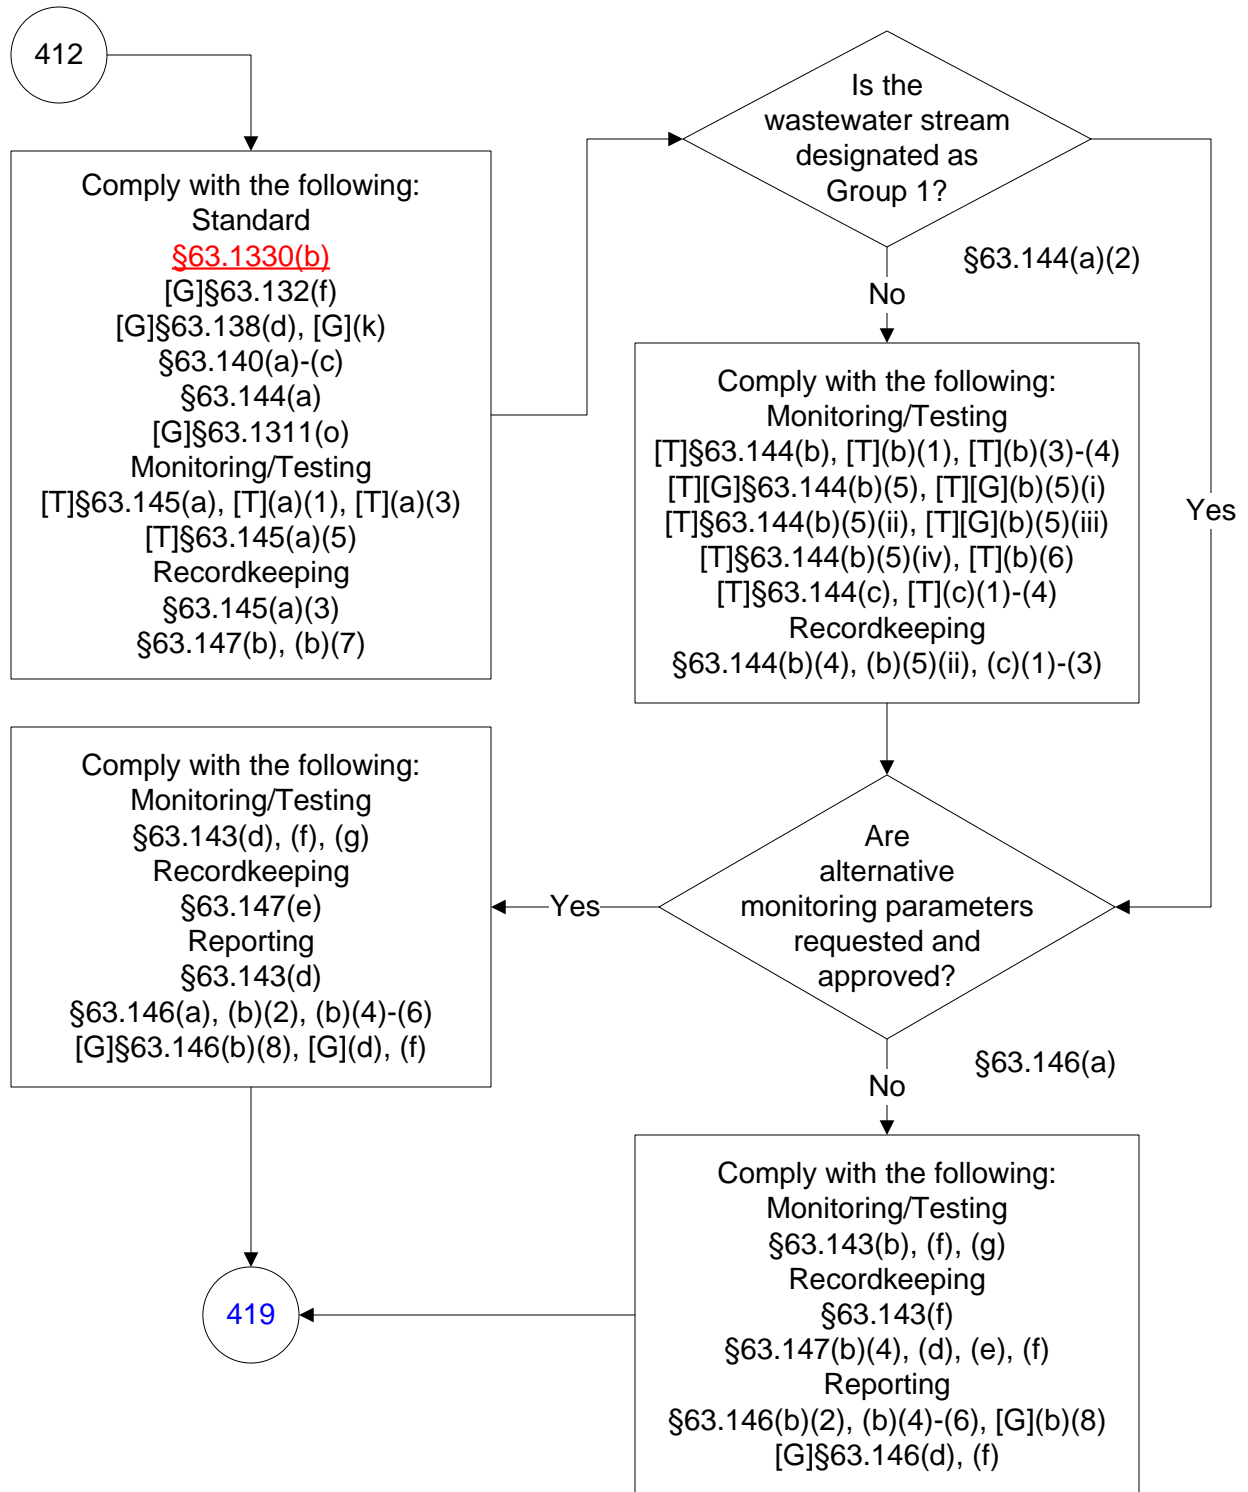 412
Comply with the following:
Standard
§63.1330(b)
[G]§63.132(f)
[G]§63.138(d), [G](k)
§63.140(a)-(c)
§63.144(a)
[G]§63.1311(o)
Monitoring/Testing
[T]§63.145(a), [T](a)(1), [T](a)(3)
[T]§63.145(a)(5)
Recordkeeping
§63.145(a)(3)
§63.147(b), (b)(7)
Is the
wastewater stream
designated as
Group 1?
§63.144(a)(2)
No
Yes
Comply with the following:
Monitoring/Testing
[T]§63.144(b), [T](b)(1), [T](b)(3)-(4)
[T][G]§63.144(b)(5), [T][G](b)(5)(i)
[T]§63.144(b)(5)(ii), [T][G](b)(5)(iii)
[T]§63.144(b)(5)(iv), [T](b)(6)
[T]§63.144(c), [T](c)(1)-(4)
Recordkeeping
§63.144(b)(4), (b)(5)(ii), (c)(1)-(3)
Are
alternative
monitoring parameters
requested and
approved?
§63.146(a)
Yes
No
Comply with the following:
Monitoring/Testing
§63.143(d), (f), (g)
Recordkeeping
§63.147(e)
Reporting
§63.143(d)
§63.146(a), (b)(2), (b)(4)-(6)
[G]§63.146(b)(8), [G](d), (f)
Comply with the following:
Monitoring/Testing
§63.143(b), (f), (g)
Recordkeeping
§63.143(f)
§63.147(b)(4), (d), (e), (f)
Reporting
§63.146(b)(2), (b)(4)-(6), [G](b)(8)
[G]§63.146(d), (f)
419